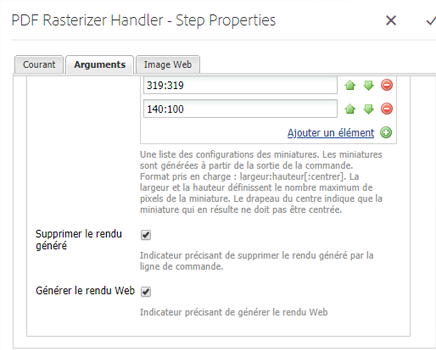 PDF Rasterizer Handler - Step Properties
Courant
Arguments
Image Web
319:319
140:100
Ajouter un élément
Une liste des configurations des miniatures. Les miniatures
sont générées à partir de la sortie de la commande.
Format pris en charge : largeur:hauteur[:centrer]. La
largeur et la hauteur définissent le nombre maximum de
pixels de la miniature. Le drapeau du centre indique que la
miniature qui en résulte ne doit pas être centrée.
Supprimer le rendu
généré
Indicateur précisant de supprimer le rendu généré par la
ligne de commande.
Générer le rendu Web
Indicateur précisant de générer le rendu Web